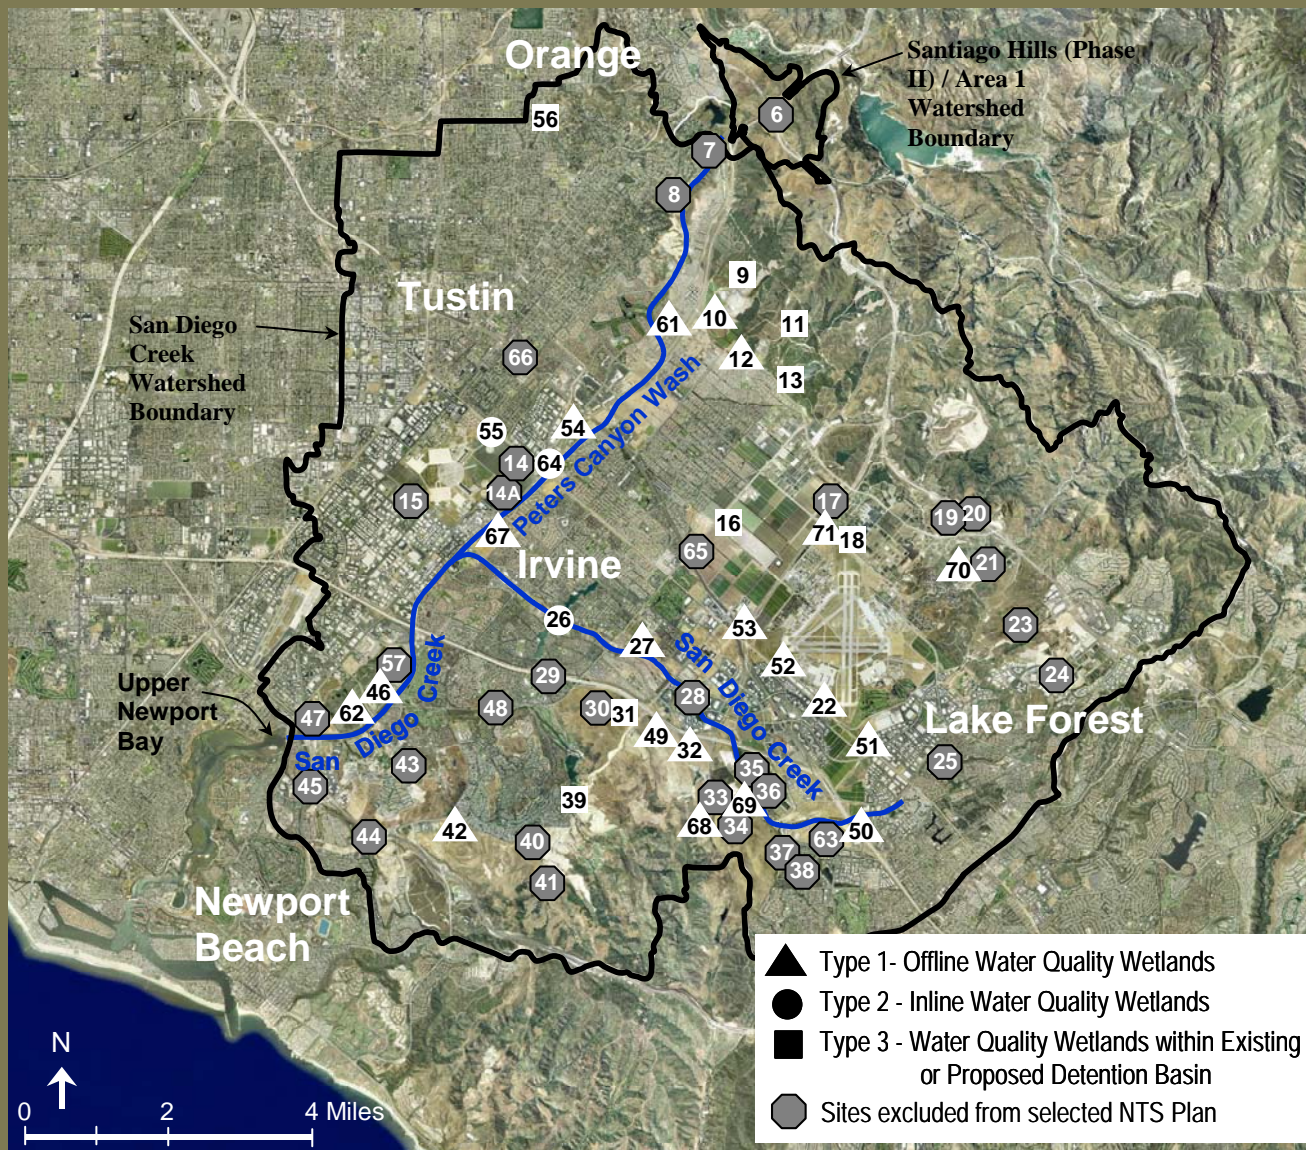 Orange
Santiago Hills (Phase
II) / Area 1
Watershed
Boundary
56
6
7
8
9
Tustin
San Diego
Creek
Watershed
Boundary
61
10
11
12
13
66
55
54
14
64
14A
15
67
Peters Canyon Wash
16
65
17
71
18
19
20
70
21
Irvine
26
27
53
23
52
24
57
46
62
47
29
48
30
31
28
22
San Diego Creek
Lake Forest
Upper
Newport
Bay
San Diego Creek
49
32
51
25
43
45
35
36
33
69
39
68
34
50
63
44
42
40
41
37
38
Newport
Beach
Type 1- Offline Water Quality Wetlands
Type 2 - Inline Water Quality Wetlands
Type 3 - Water Quality Wetlands within Existing
or Proposed Detention Basin
Sites excluded from selected NTS Plan
N
0 2 4 Miles